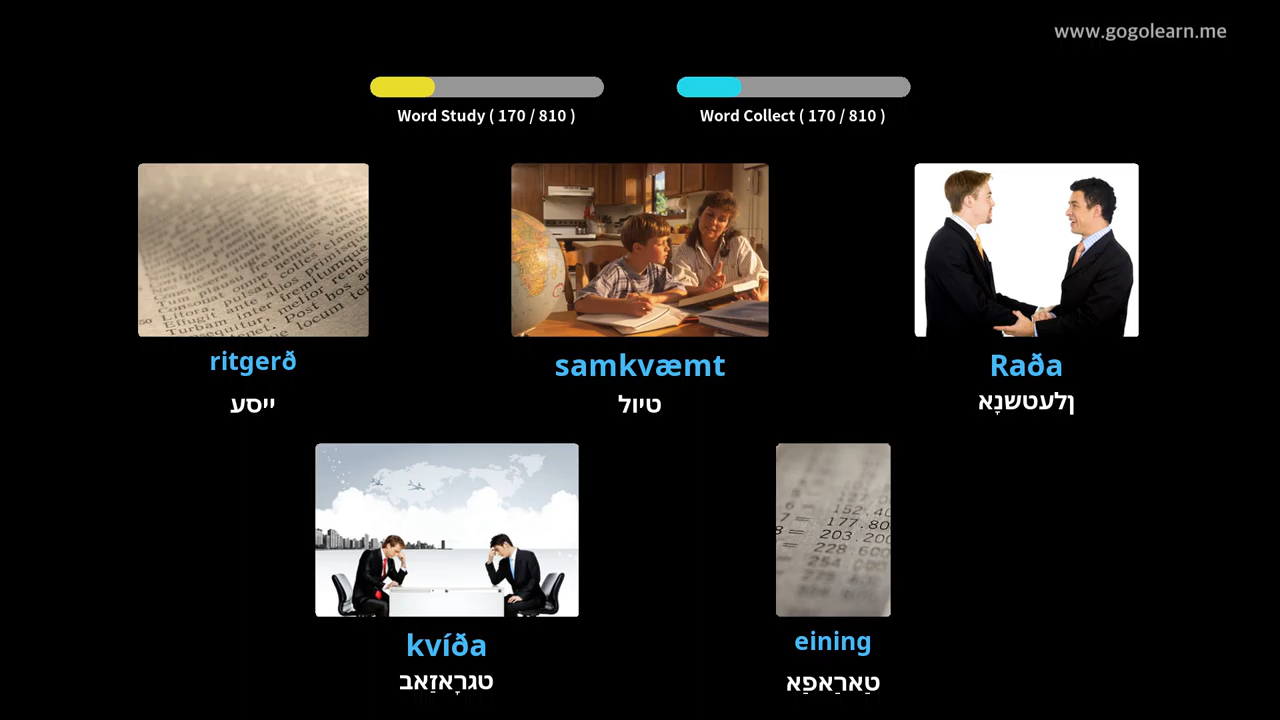 www.gogolearn.me
Word Study ( 170 / 810 )
Word Collect ( 170 / 810 )
ritgerð
ייסע
samkvæmt
טיול
Raða
ןלעטשנָא
kvíða
טגרָאזַאב
eining
טַארַאפַא